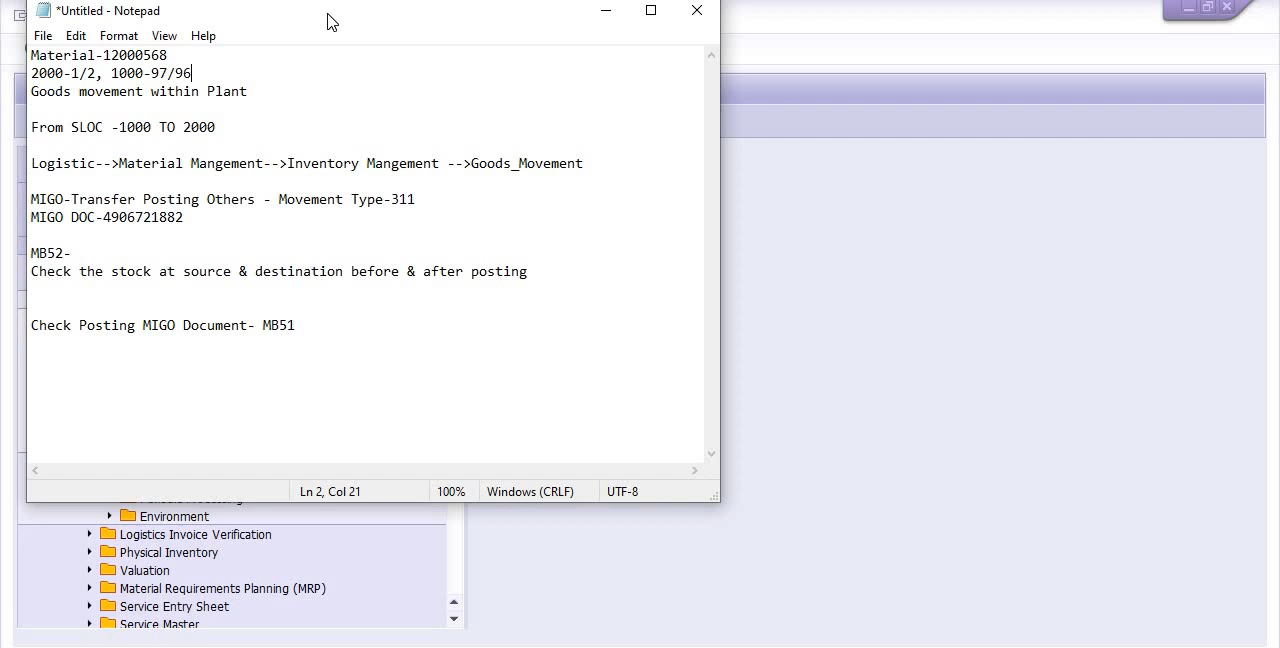 *Untitled - Notepad
File Edit Format View Help
Material-12000568
2000-1/2, 1000-97/96
Goods movement within Plant
From SLOC -1000 TO 2000
Logistic-->Material Mangement-->Inventory Mangement -->Goods_Movement
MIGO-Transfer Posting Others - Movement Type-311
MIGO DOC-4906721882
MB52-
Check the stock at source & destination before & after posting
Check Posting MIGO Document- MB51
Ln 2, Col 21 100% Windows (CRLF) UTF-8
Environment
Logistics Invoice Verification
Physical Inventory
Valuation
Material Requirements Planning (MRP)
Service Entry Sheet
Service Master